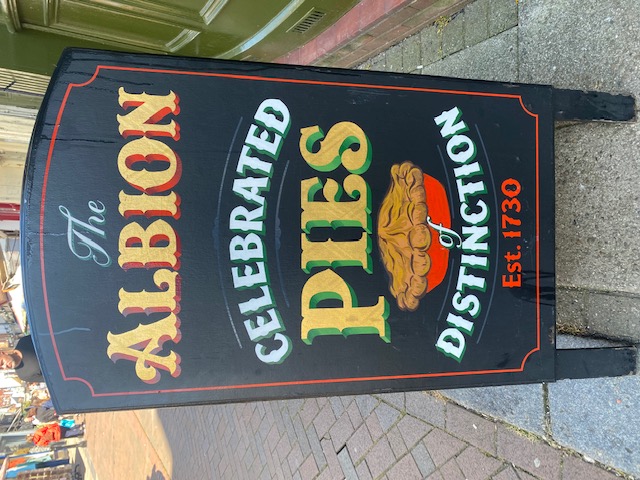 The
ALBION
CELEBRATED
PIES
of
DISTINCTION
Est. 1730